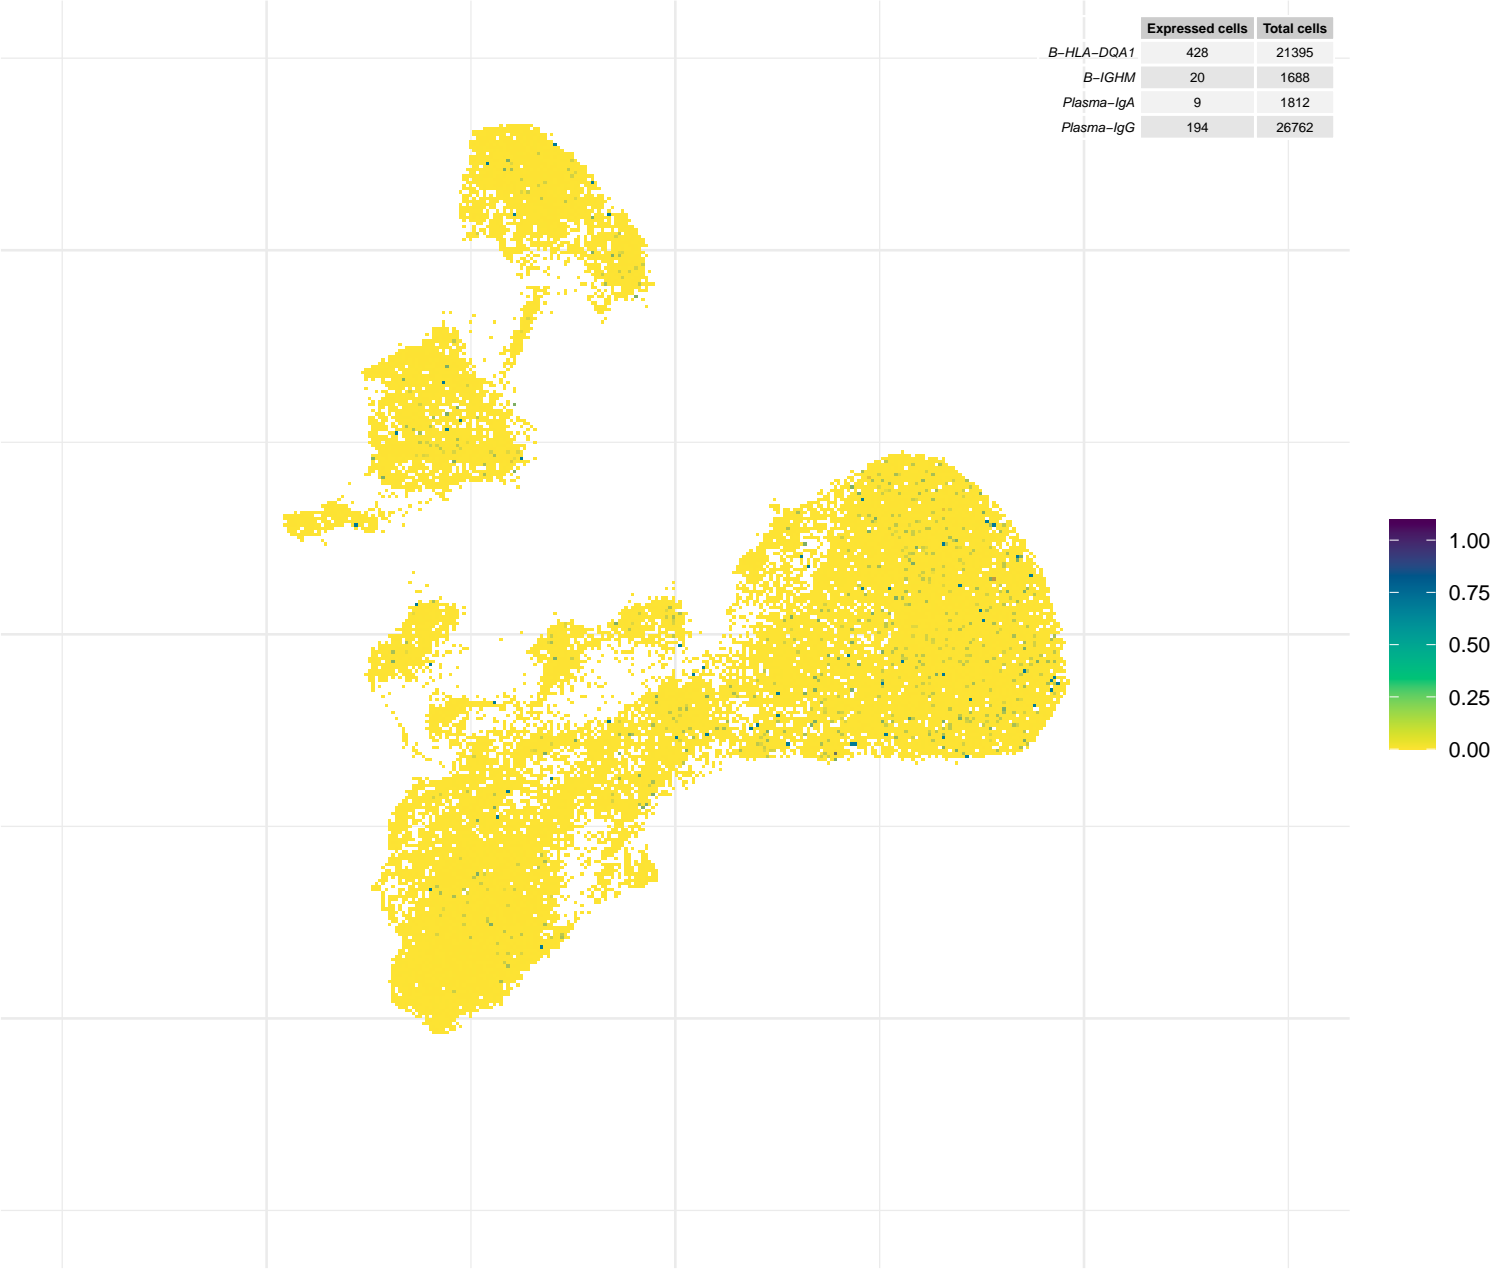 Expressed cells Total cells
B−HLA−DQA1 428 21395
B−IGHM 20 1688
Plasma−IgA 9 1812
Plasma−IgG 194 26762
1.00
0.75
0.50
0.25
0.00